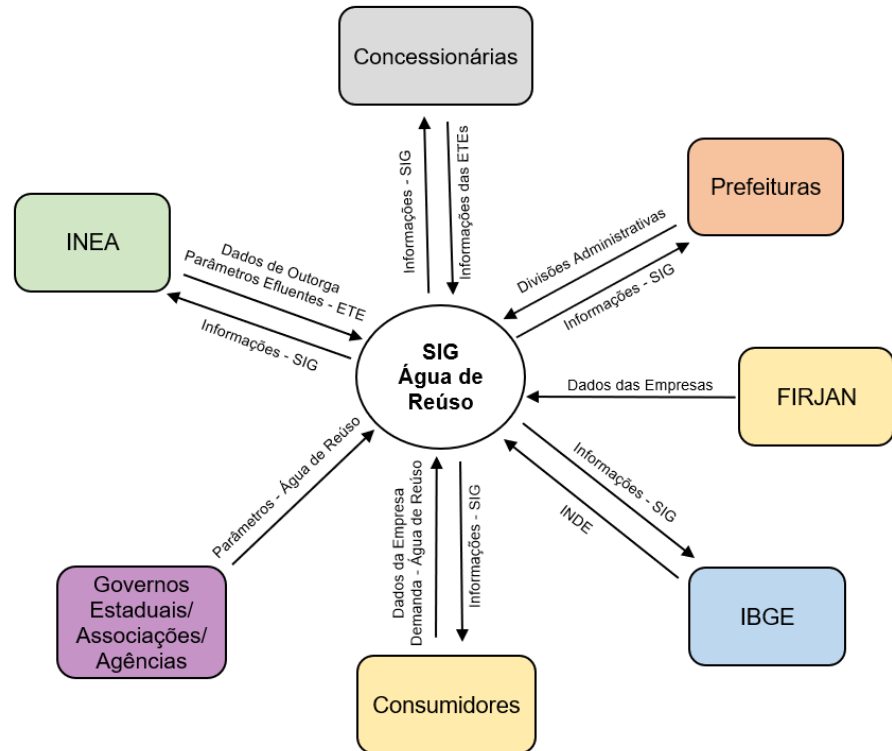 Concessionárias
Informações - SIG
Informações das ETEs
Prefeituras
Divisões Administrativas
Informações - SIG
INEA
Dados de Outorga
Parâmetros Efluentes - ETE
Informações - SIG
SIG
Água de
Reúso
Dados das Empresas
FIRJAN
Informações - SIG
INDE
IBGE
Parâmetros - Água de Reúso
Governos
Estaduais/
Associações/
Agências
Dados da Empresa
Demanda - Água de Reúso
Informações - SIG
Consumidores